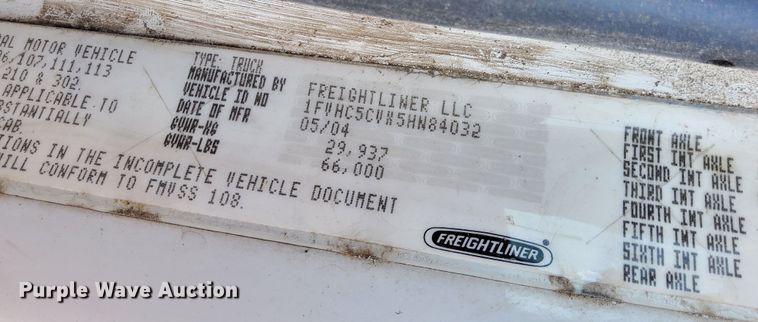 AL MOTOR VEHICLE
6,107,111,113
210 & 302.
APPLICABLE TO
STANTIALLY
CAB.
TIONS IN THE INCOMPLETE VEHICLE DOCUMENT
WILL CONFORM TO FMVSS 108.
TYPE: TRUCK
MANUFACTURED BY FREIGHTLINER LLC
VEHICLE ID NO 1FVHC5CVX5HN84032
DATE OF MFR 05/04
GVWR-KG 29,937
GVWR-LBS 66,000
FRONT AXLE
FIRST INT AXLE
SECOND INT AXLE
THIRD INT AXLE
FOURTH INT AXLE
FIFTH INT AXLE
SIXTH INT AXLE
REAR AXLE
FREIGHTLINER®
Purple Wave Auction